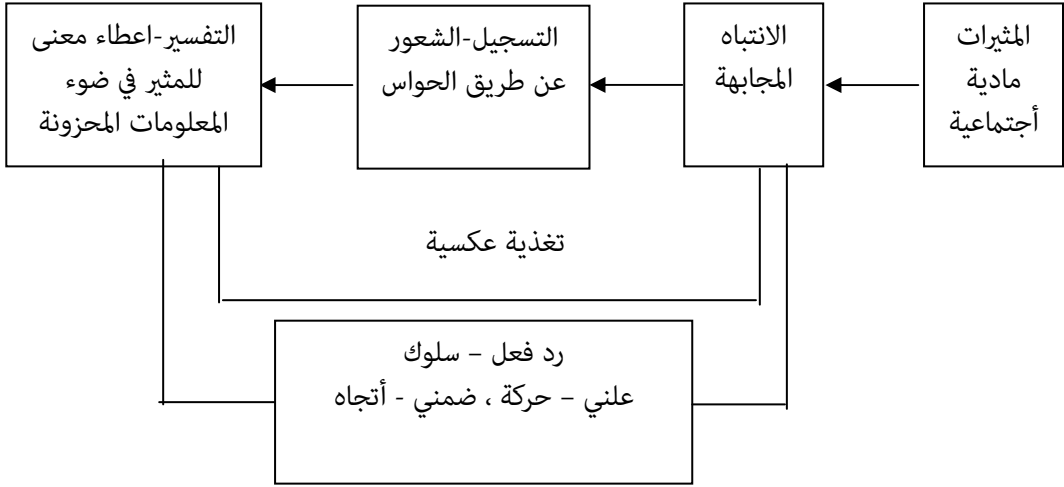 المثيرات
مادية
أجتماعية
الانتباه
المجابهة
التسجيل-الشعور
عن طريق الحواس
التفسير-اعطاء معنى
للمثير في ضوء
المعلومات المحزونة
تغذية عكسية
رد فعل – سلوك
علني – حركة ، ضمني - أتجاه